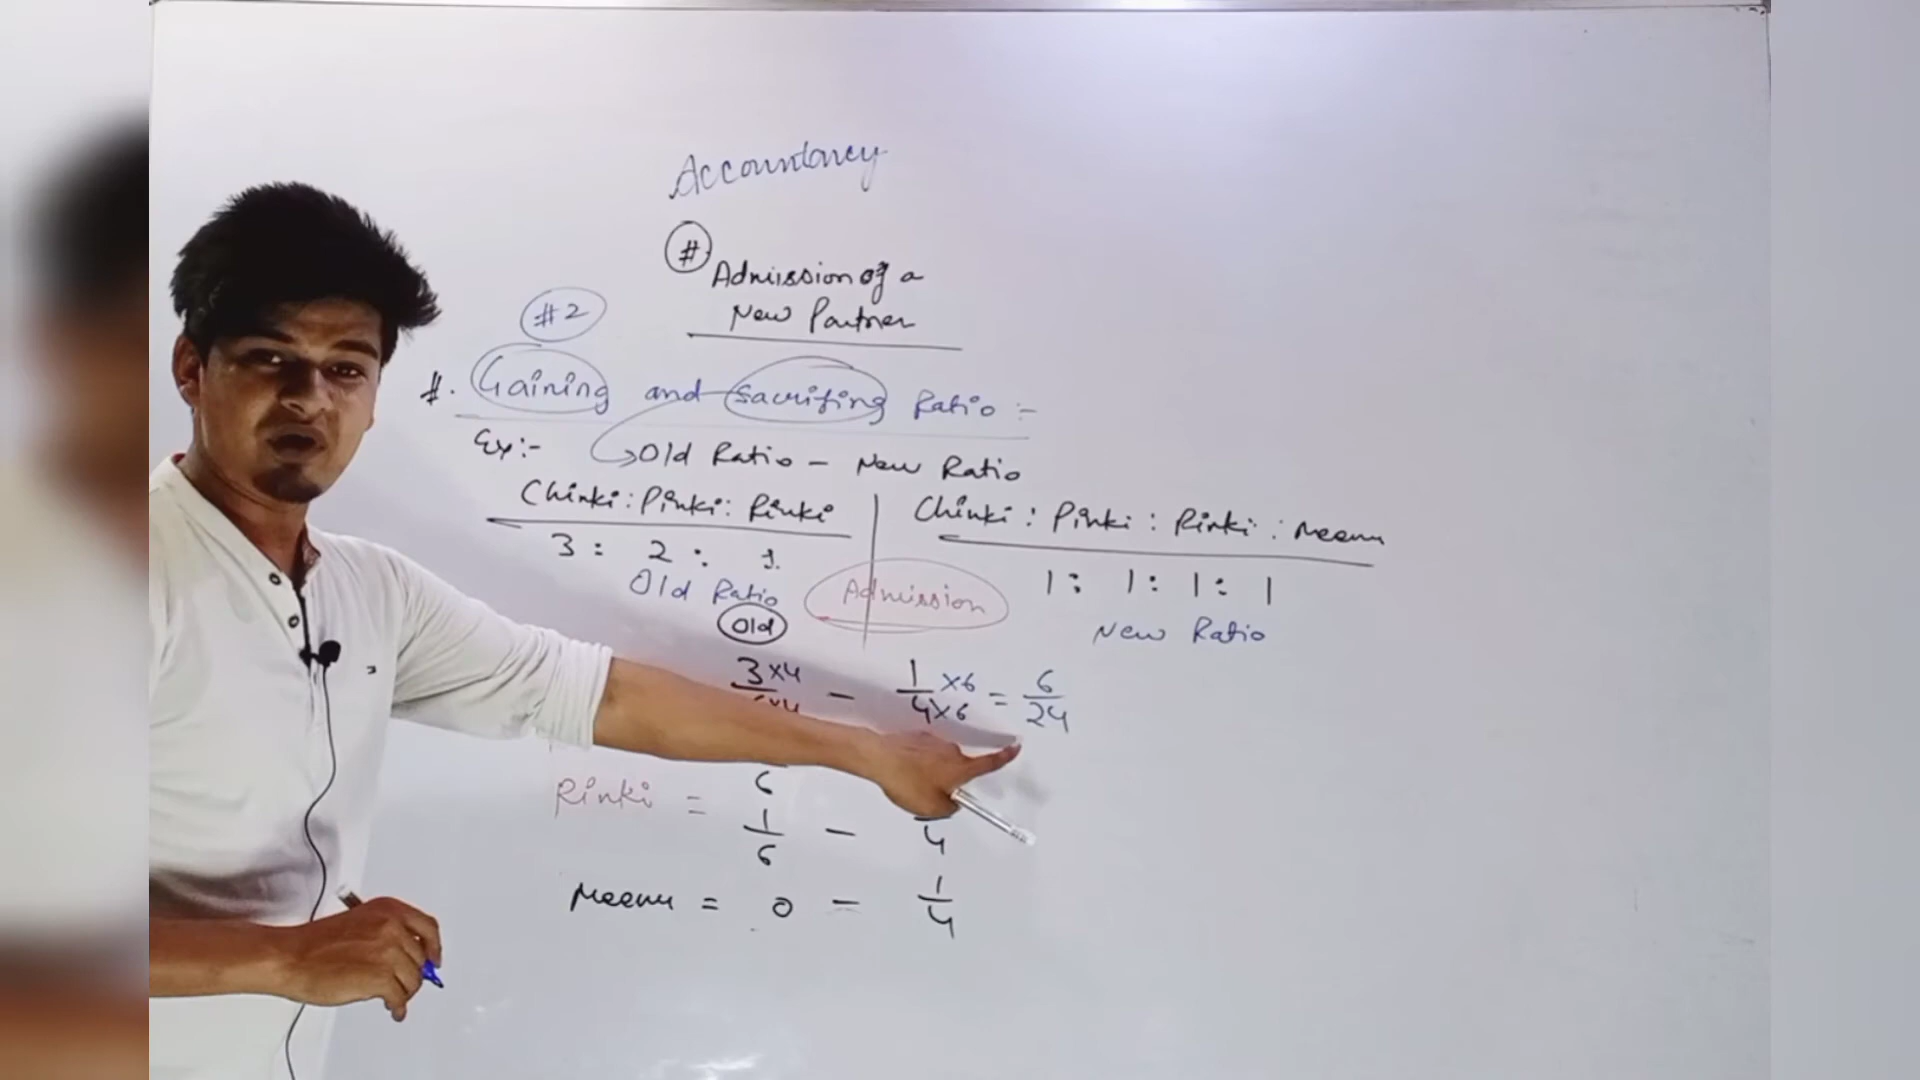 Accountancy
# Admission of a
New Partner
#2
#. Gaining and Sacrifing Ratio :-
Ex:- Old Ratio - New Ratio
Chinki : Pinki : Rinki
3 : 2 : 1.
Old Ratio
Admission
Chinki : Pinki : Rinki : Meenu
1 : 1 : 1 : 1
New Ratio
Old
3×4 - 1/4 ×6/×6 = 6/24
6
Rinki = 1/6 - 4
Meenu = 0 - 1/4